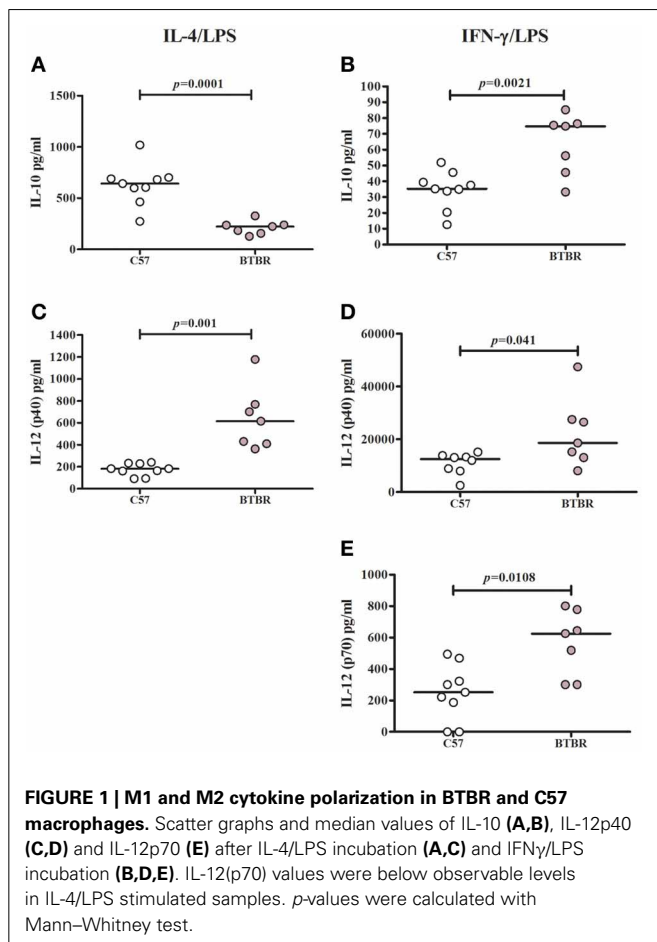 IL-4/LPS
IFN-γ/LPS
A
p=0.0001
IL-10 pg/ml
1500
1000
500
0
C57
BTBR
B
p=0.0021
IL-10 pg/ml
100
90
80
70
60
50
40
30
20
10
0
C57
BTBR
C
p=0.001
IL-12 (p40) pg/ml
1400
1200
1000
800
600
400
200
0
C57
BTBR
D
p=0.041
IL-12 (p40) pg/ml
60000
40000
20000
0
C57
BTBR
E
p=0.0108
IL-12 (p70) pg/ml
1000
800
600
400
200
0
C57
BTBR
FIGURE 1 | M1 and M2 cytokine polarization in BTBR and C57
macrophages. Scatter graphs and median values of IL-10 (A,B), IL-12p40
(C,D) and IL-12p70 (E) after IL-4/LPS incubation (A,C) and IFNγ/LPS
incubation (B,D,E). IL-12(p70) values were below observable levels
in IL-4/LPS stimulated samples. p-values were calculated with
Mann–Whitney test.